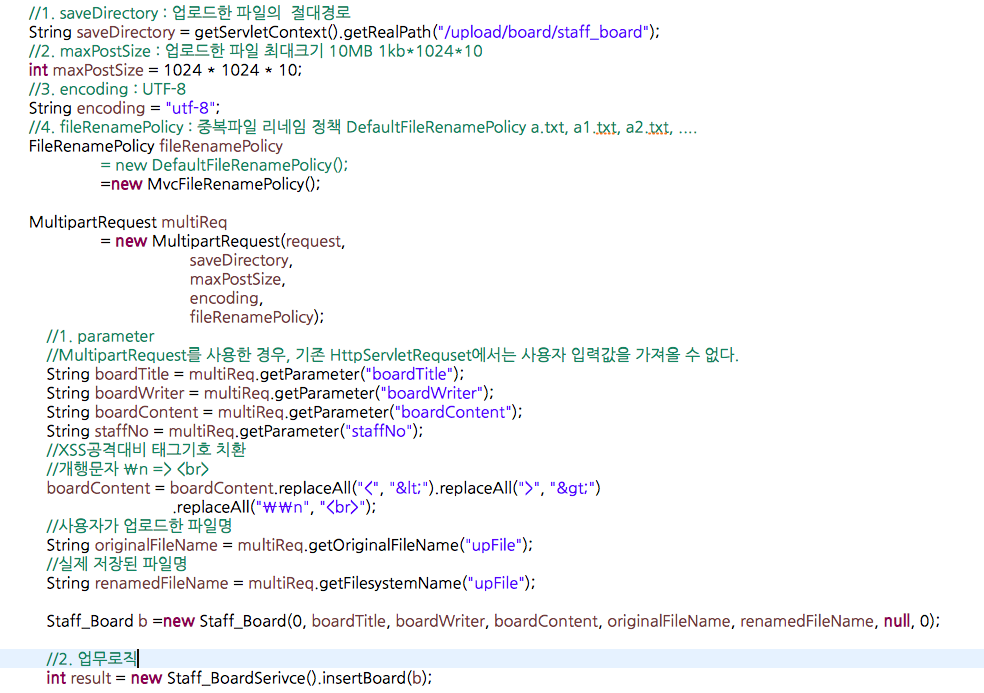 //1. saveDirectory : 업로드한 파일의  절대경로
String saveDirectory = getServletContext().getRealPath("/upload/board/staff_board");
//2. maxPostSize : 업로드한 파일 최대크기 10MB 1kb*1024*10
int maxPostSize = 1024 * 1024 * 10;
//3. encoding : UTF-8
String encoding = "utf-8";
//4. fileRenamePolicy : 중복파일 리네임 정책 DefaultFileRenamePolicy a.txt, a1.txt, a2.txt, ....
FileRenamePolicy fileRenamePolicy
= new DefaultFileRenamePolicy();
=new MvcFileRenamePolicy();
MultipartRequest multiReq
= new MultipartRequest(request,
saveDirectory,
maxPostSize,
encoding,
fileRenamePolicy);
//1. parameter
//MultipartRequest를 사용한 경우, 기존 HttpServletRequset에서는 사용자 입력값을 가져올 수 없다.
String boardTitle = multiReq.getParameter("boardTitle");
String boardWriter = multiReq.getParameter("boardWriter");
String boardContent = multiReq.getParameter("boardContent");
String staffNo = multiReq.getParameter("staffNo");
//XSS공격대비 태그기호 치환
//개행문자 ₩n => <br>
boardContent = boardContent.replaceAll("<", "&lt;").replaceAll(">", "&gt;")
.replaceAll("₩₩n", "<br>");
//사용자가 업로드한 파일명
String originalFileName = multiReq.getOriginalFileName("upFile");
//실제 저장된 파일명
String renamedFileName = multiReq.getFilesystemName("upFile");
Staff_Board b =new Staff_Board(0, boardTitle, boardWriter, boardContent, originalFileName, renamedFileName, null, 0);
//2. 업무로직
int result = new Staff_BoardSerivce().insertBoard(b);